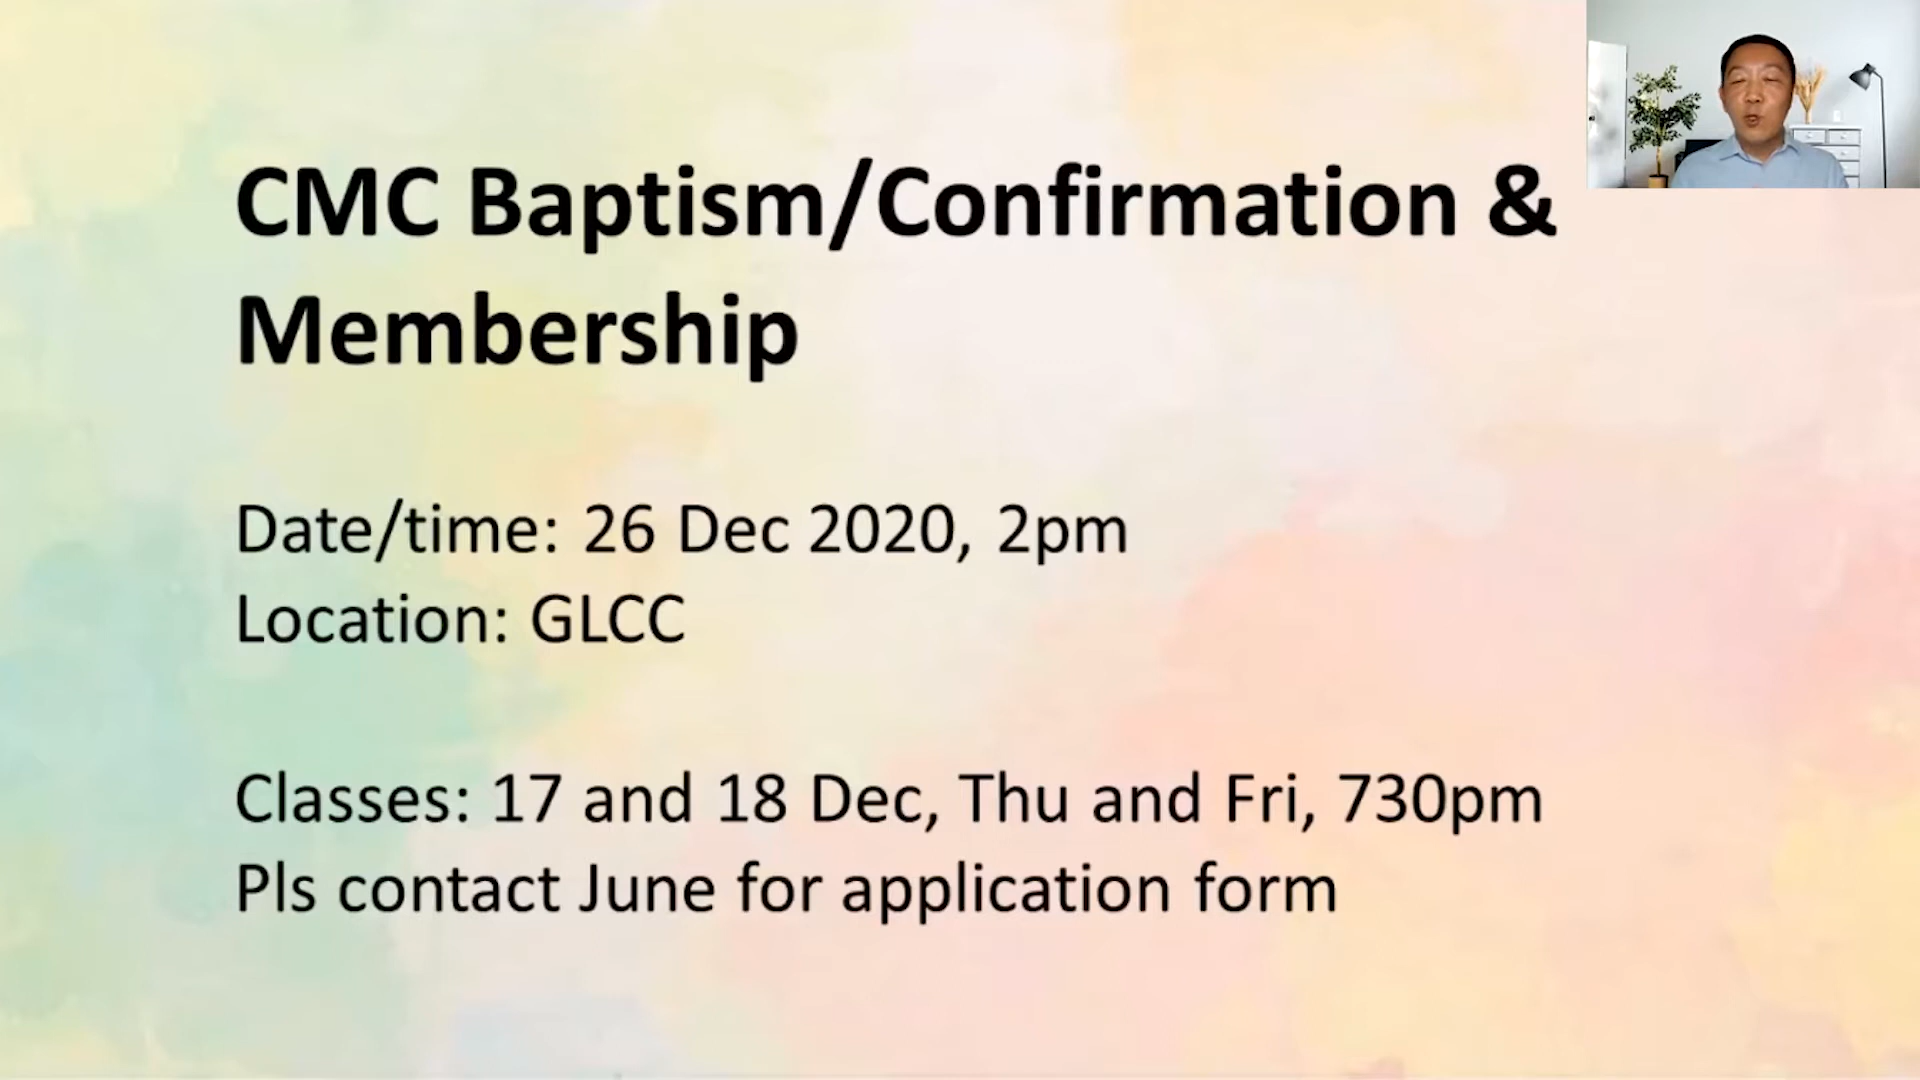 CMC Baptism/Confirmation &
Membership
Date/time: 26 Dec 2020, 2pm
Location: GLCC
Classes: 17 and 18 Dec, Thu and Fri, 730pm
Pls contact June for application form